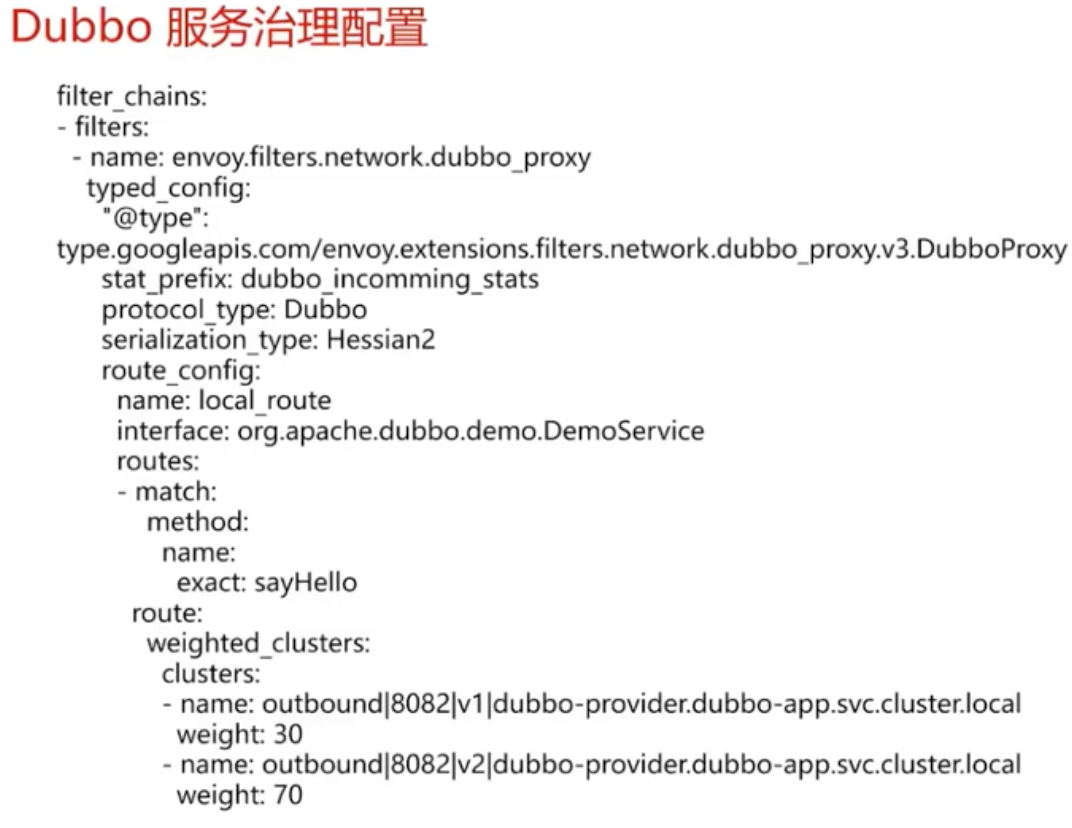 Dubbo 服务治理配置
filter_chains:
- filters:
- name: envoy.filters.network.dubbo_proxy
typed_config:
"@type":
type.googleapis.com/envoy.extensions.filters.network.dubbo_proxy.v3.DubboProxy
stat_prefix: dubbo_incomming_stats
protocol_type: Dubbo
serialization_type: Hessian2
route_config:
name: local_route
interface: org.apache.dubbo.demo.DemoService
routes:
- match:
method:
name:
exact: sayHello
route:
weighted_clusters:
clusters:
- name: outbound|8082|v1|dubbo-provider.dubbo-app.svc.cluster.local
weight: 30
- name: outbound|8082|v2|dubbo-provider.dubbo-app.svc.cluster.local
weight: 70